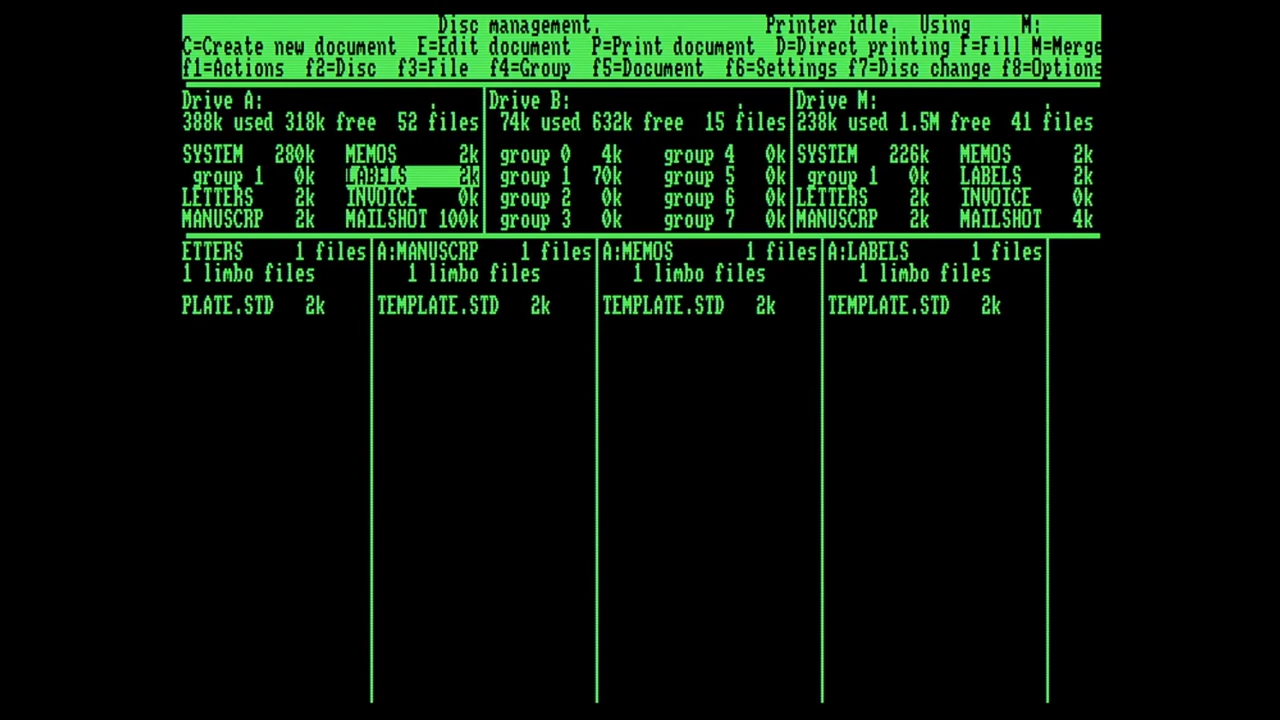 Disc management. Printer idle. Using M:
C=Create new document E=Edit document P=Print document D=Direct printing F=Fill M=Merge
f1=Actions f2=Disc f3=File f4=Group f5=Document f6=Settings f7=Disc change f8=Options
Drive A: . Drive B: . Drive M: .
388k used 318k free 52 files 74k used 632k free 15 files 238k used 1.5M free 41 files
SYSTEM 280k MEMOS 2k group 0 4k group 4 0k SYSTEM 226k MEMOS 2k
group 1 0k LABELS 2k group 1 70k group 5 0k group 1 0k LABELS 2k
LETTERS 2k INVOICE 0k group 2 0k group 6 0k LETTERS 2k INVOICE 0k
MANUSCRP 2k MAILSHOT 100k group 3 0k group 7 0k MANUSCRP 2k MAILSHOT 4k
ETTERS 1 files A:MANUSCRP 1 files A:MEMOS 1 files A:LABELS 1 files
1 limbo files 1 limbo files 1 limbo files 1 limbo files
PLATE.STD 2k TEMPLATE.STD 2k TEMPLATE.STD 2k TEMPLATE.STD 2k